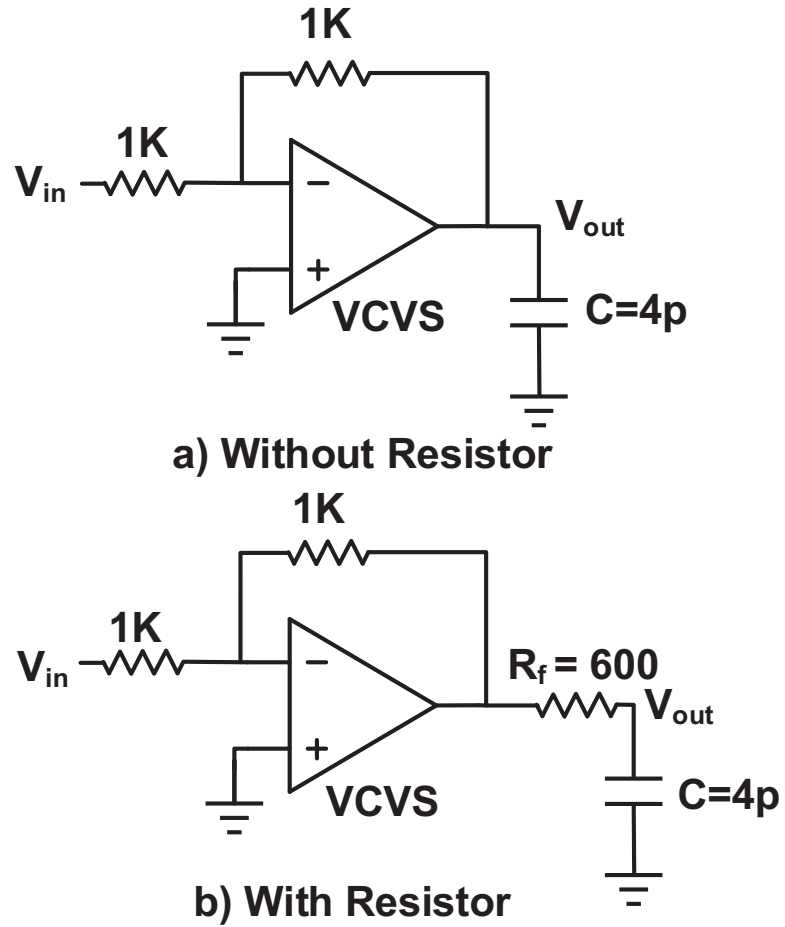 1K
1K
Vin
−
+
VCVS
Vout
C=4p
a) Without Resistor
1K
1K
Vin
−
+
VCVS
Rf = 600
Vout
C=4p
b) With Resistor